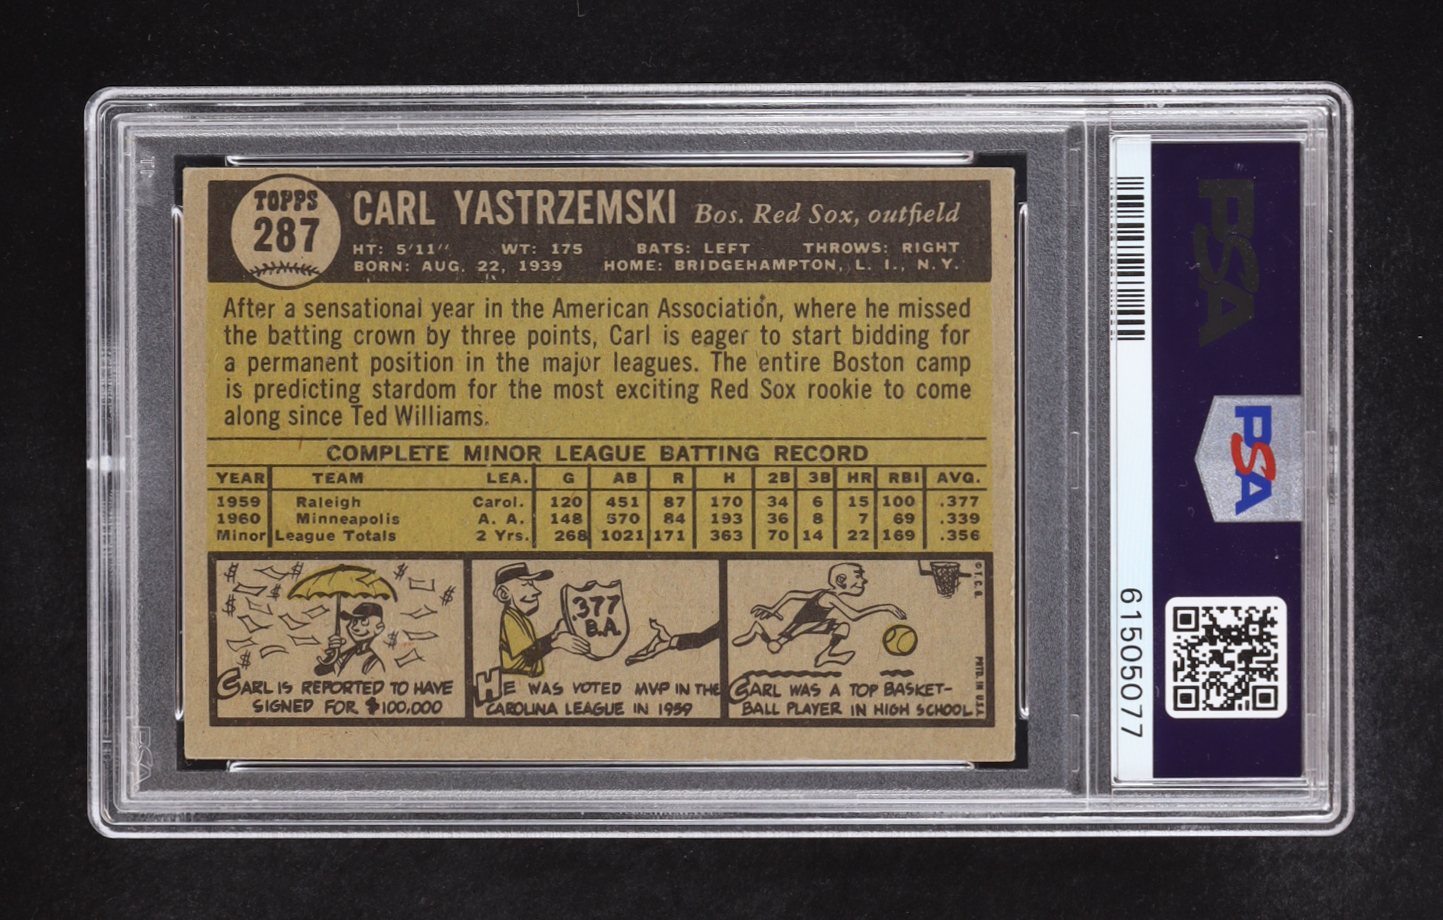 TOPPS
287
CARL YASTRZEMSKI Bos. Red Sox, outfield
HT: 5'11" WT: 175 BATS: LEFT THROWS: RIGHT
BORN: AUG. 22, 1939 HOME: BRIDGEHAMPTON, L. I., N.Y.
After a sensational year in the American Association, where he missed
the batting crown by three points, Carl is eager to start bidding for
a permanent position in the major leagues. The entire Boston camp
is predicting stardom for the most exciting Red Sox rookie to come
along since Ted Williams.
COMPLETE MINOR LEAGUE BATTING RECORD
YEAR TEAM LEA. G AB R H 2B 3B HR RBI AVG.
1959 Raleigh Carol. 120 451 87 170 34 6 15 100 .377
1960 Minneapolis A. A. 148 570 84 193 36 8 7 69 .339
Minor League Totals 2 Yrs. 268 1021 171 363 70 14 22 169 .356
CARL IS REPORTED TO HAVE
SIGNED FOR $100,000
.377
B.A.
HE WAS VOTED MVP IN THE
CAROLINA LEAGUE IN 1959
CARL WAS A TOP BASKET-
BALL PLAYER IN HIGH SCHOOL.
© T. C. G.
PRTD. IN U.S.A.
PSA
PSA
61505077
PSA